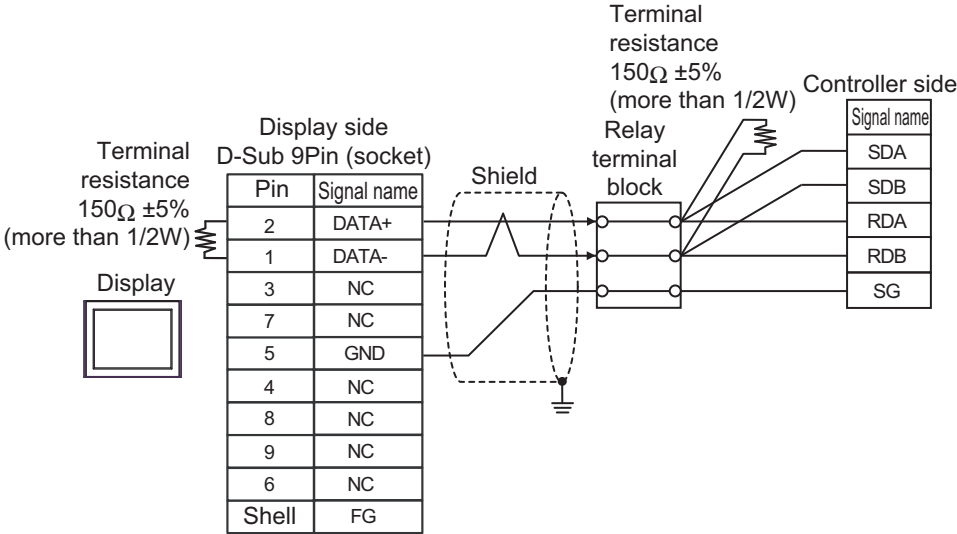 Terminal
resistance
150Ω ±5%
(more than 1/2W)
Controller side
Signal name
SDA
SDB
RDA
RDB
SG
Relay
terminal
block
Shield
Display side
D-Sub 9Pin (socket)
Terminal
resistance
150Ω ±5%
(more than 1/2W)
Display
Pin Signal name
2 DATA+
1 DATA-
3 NC
7 NC
5 GND
4 NC
8 NC
9 NC
6 NC
Shell FG